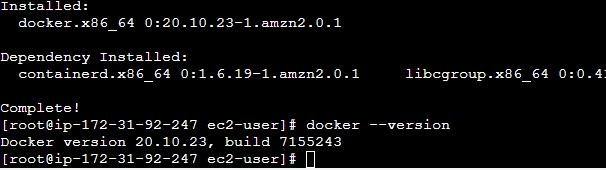 Installed:
docker.x86_64 0:20.10.23-1.amzn2.0.1
Dependency Installed:
containerd.x86_64 0:1.6.19-1.amzn2.0.1 libcgroup.x86_64 0:0.41
Complete!
[root@ip-172-31-92-247 ec2-user]# docker --version
Docker version 20.10.23, build 7155243
[root@ip-172-31-92-247 ec2-user]#